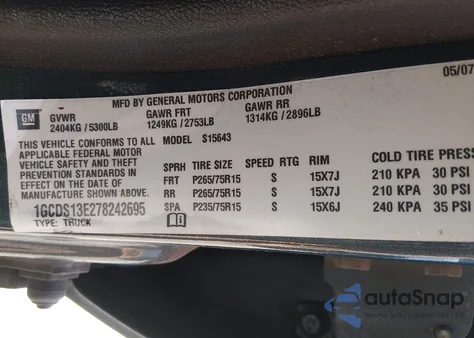 05/07
MFD BY GENERAL MOTORS CORPORATION
GM GVWR GAWR FRT GAWR RR
2404KG / 5300LB 1249KG / 2753LB 1314KG / 2896LB
THIS VEHICLE CONFORMS TO ALL MODEL S15643
APPLICABLE FEDERAL MOTOR
VEHICLE SAFETY AND THEFT
PREVENTION STANDARDS IN
EFFECT ON THE DATE OF
MANUFACTURE SHOWN ABOVE.
1GCDS13E278242695
TYPE: TRUCK
SPRH TIRE SIZE SPEED RTG RIM COLD TIRE PRESS
FRT P265/75R15 S 15X7J 210 KPA 30 PSI
RR P265/75R15 S 15X7J 210 KPA 30 PSI
SPA P235/75R15 S 15X6J 240 KPA 35 PSI
autoSnap